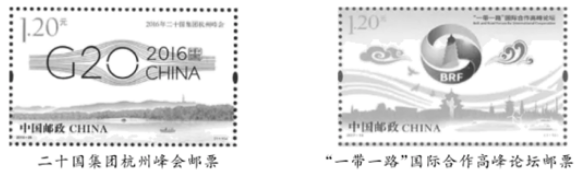 1.20元
2016年二十国集团杭州峰会
G20 2016
CHINA
中国邮政 CHINA
二十国集团杭州峰会邮票
1.20元
“一带一路”国际合作高峰论坛
BRF
中国邮政 CHINA
“一带一路”国际合作高峰论坛邮票